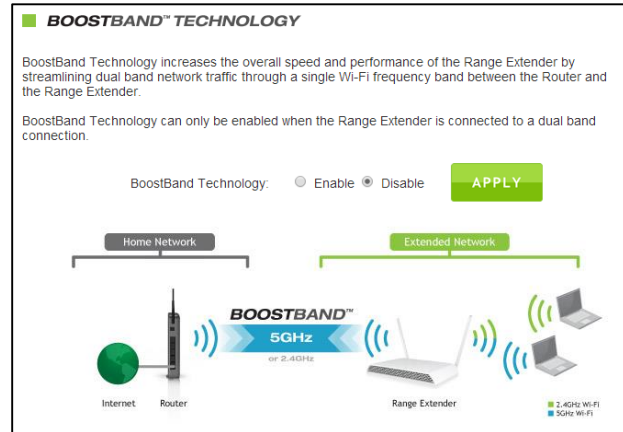 BOOSTBAND™ TECHNOLOGY
BoostBand Technology increases the overall speed and performance of the Range Extender by
streamlining dual band network traffic through a single Wi-Fi frequency band between the Router and
the Range Extender.
BoostBand Technology can only be enabled when the Range Extender is connected to a dual band
connection.
BoostBand Technology: Enable Disable APPLY
Home Network Extended Network
BOOSTBAND™
5GHz
or 2.4GHz
Internet Router Range Extender
2.4GHz Wi-Fi
5GHz Wi-Fi